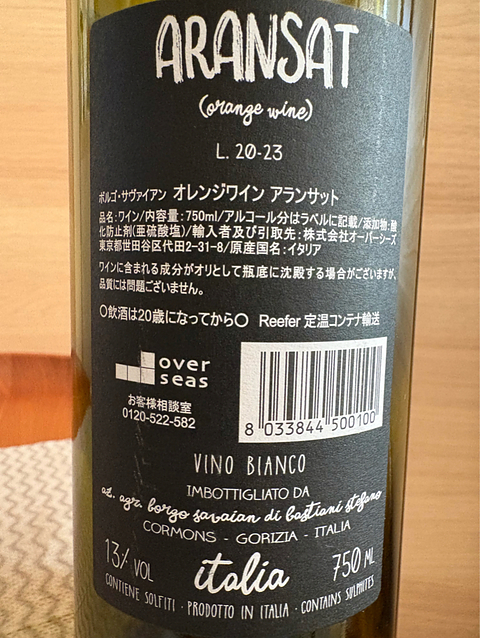 ARANSAT
(orange wine)
L. 20-23
ボルゴ・サヴァイアン オレンジワイン アランサット
品名:ワイン/内容量:750ml/アルコール分はラベルに記載/添加物:酸
化防止剤(亜硫酸塩)/輸入者及び引取先:株式会社オーバーシーズ
東京都世田谷区代田2-31-8/原産国名:イタリア
ワインに含まれる成分がオリとして瓶底に沈殿する場合がございますが、
品質には問題ございません。
〇飲酒は20歳になってから〇 Reefer 定温コンテナ輸送
over
seas
お客様相談室
0120-522-582
8 033844 500100
VINO BIANCO
IMBOTTIGLIATO DA
az. agr. borgo savaian di bastiani stefano
CORMONS - GORIZIA - ITALIA
13% VOL italia 750 ML
CONTIENE SOLFITI · PRODOTTO IN ITALIA · CONTAINS SULPHITES